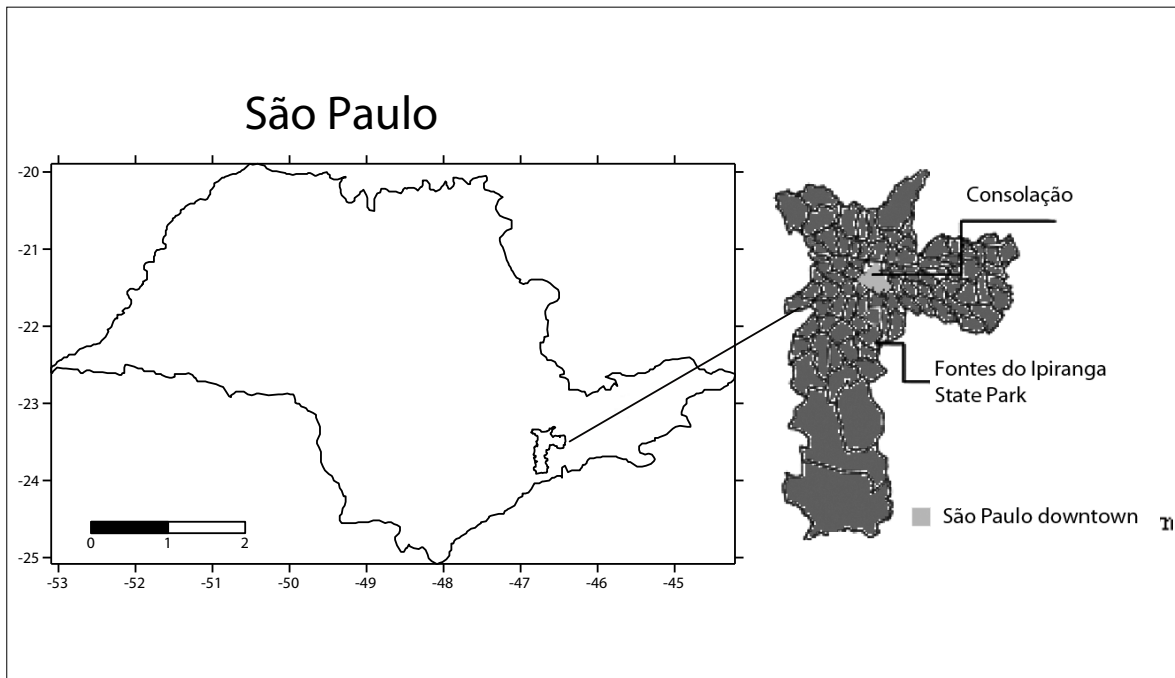 São Paulo
-20
-21
-22
-23
-24
-25
0 1 2
-53 -52 -51 -50 -49 -48 -47 -46 -45
Consolação
Fontes do Ipiranga
State Park
São Paulo downtown